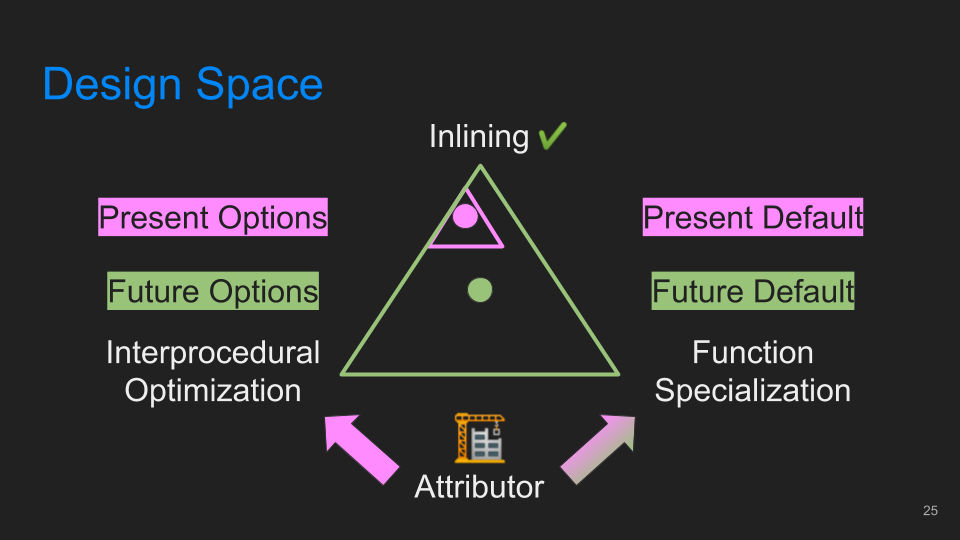 Design Space
Inlining ✔
Present Options
Present Default
Future Options
Future Default
Interprocedural
Optimization
Function
Specialization
Attributor
25